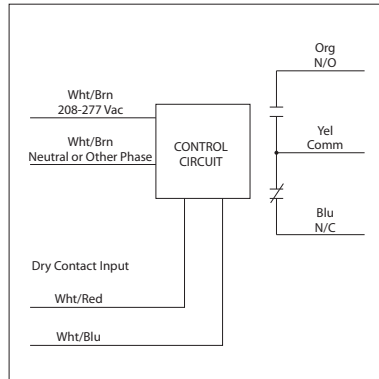 Org
N/O
Wht/Brn
208-277 Vac
Wht/Brn
Neutral or Other Phase
CONTROL
CIRCUIT
Yel
Comm
Blu
N/C
Dry Contact Input
Wht/Red
Wht/Blu